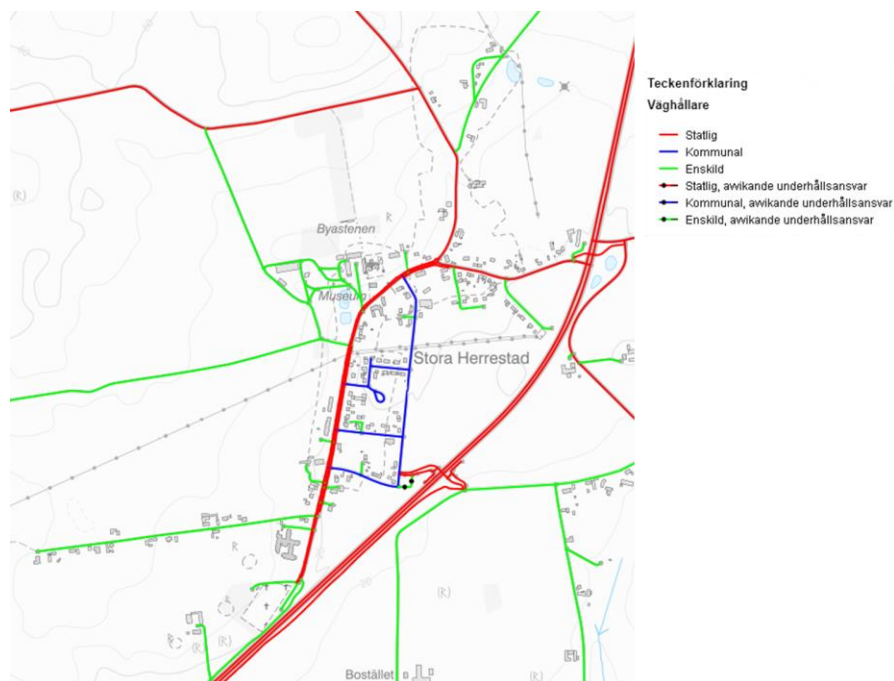 Teckenförklaring
Väghållare
Statlig
Kommunal
Enskild
Statlig, avvikande underhållsansvar
Kommunal, avvikande underhållsansvar
Enskild, avvikande underhållsansvar
(R)
Byastenen
R
Museum
Stora Herrestad
R
(R)
(R)
(R)
Bostället
(R)